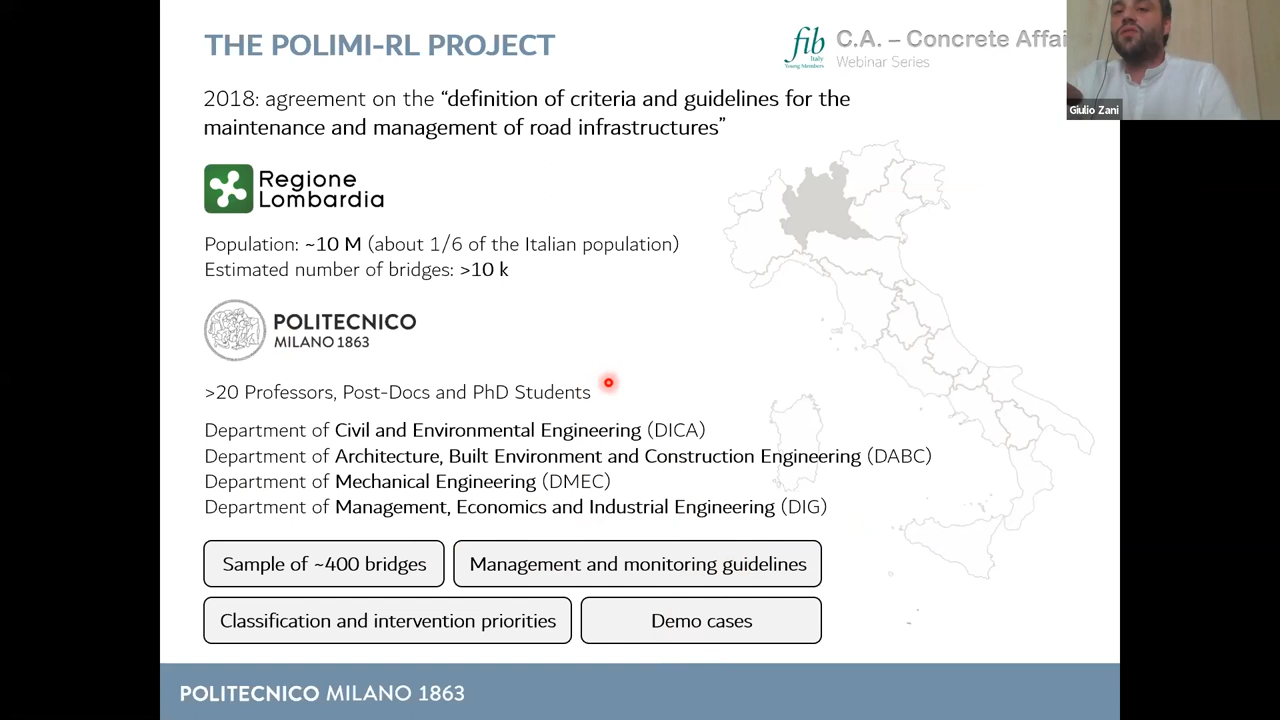 THE POLIMI-RL PROJECT
fib
Italy
Young Members
C.A. – Concrete Affai
Webinar Series
Giulio Zani
2018: agreement on the “definition of criteria and guidelines for the
maintenance and management of road infrastructures”
Regione
Lombardia
Population: ~10 M (about 1/6 of the Italian population)
Estimated number of bridges: >10 k
POLITECNICO
MILANO 1863
>20 Professors, Post-Docs and PhD Students
Department of Civil and Environmental Engineering (DICA)
Department of Architecture, Built Environment and Construction Engineering (DABC)
Department of Mechanical Engineering (DMEC)
Department of Management, Economics and Industrial Engineering (DIG)
Sample of ~400 bridges
Management and monitoring guidelines
Classification and intervention priorities
Demo cases
POLITECNICO MILANO 1863